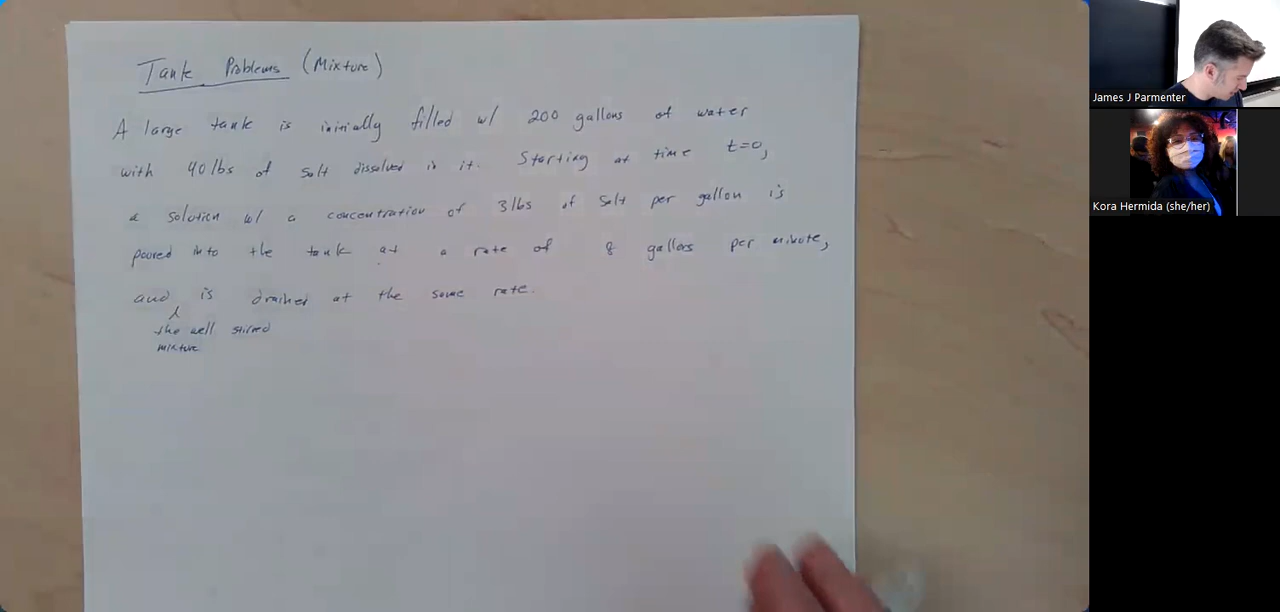 Tank Problems (Mixture)
A large tank is initially filled w/ 200 gallons of water
with 40 lbs of salt dissolved in it. Starting at time t=0,
a solution w/ a concentration of 3 lbs of salt per gallon is
poured into the tank at a rate of 8 gallons per minute,
and is drained at the same rate.
the well stirred
mixture
James J Parmenter
Kora Hermida (she/her)